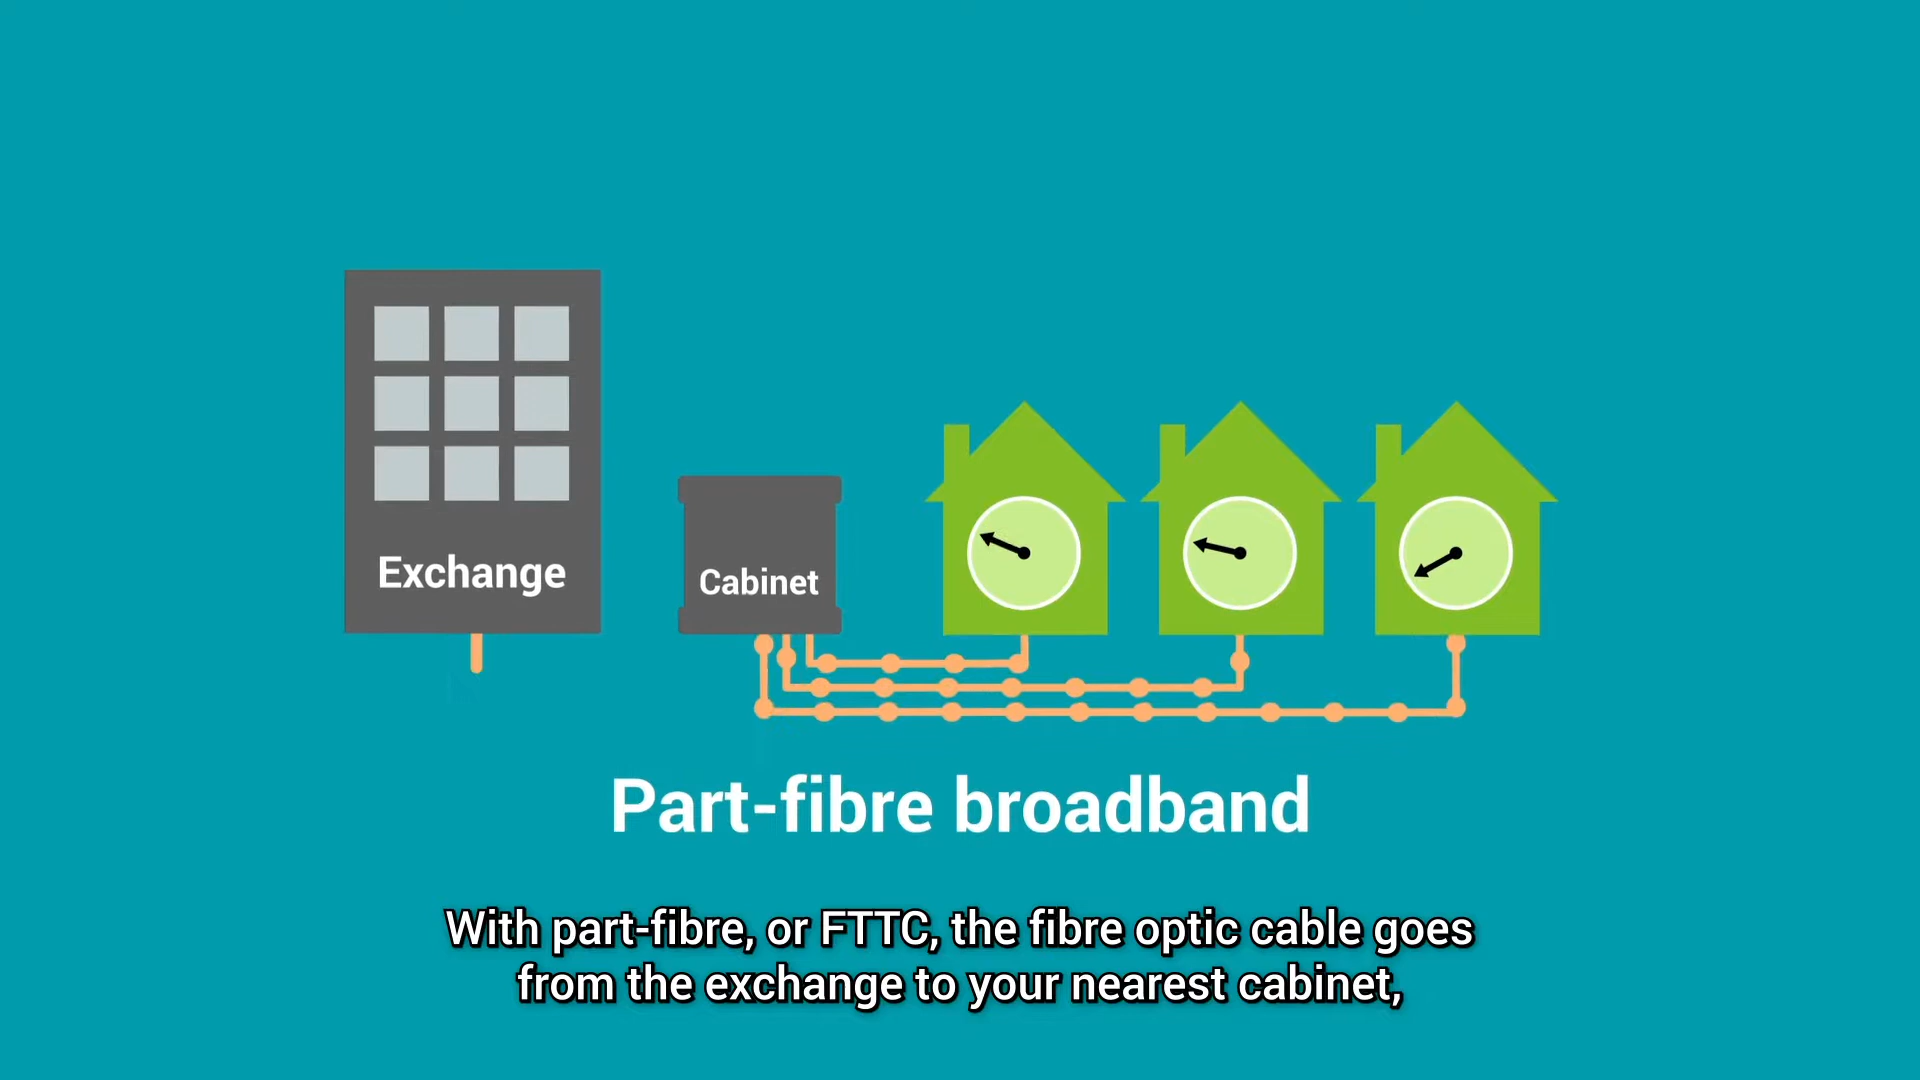 Exchange
Cabinet
Part-fibre broadband
With part-fibre, or FTTC, the fibre optic cable goes
from the exchange to your nearest cabinet,